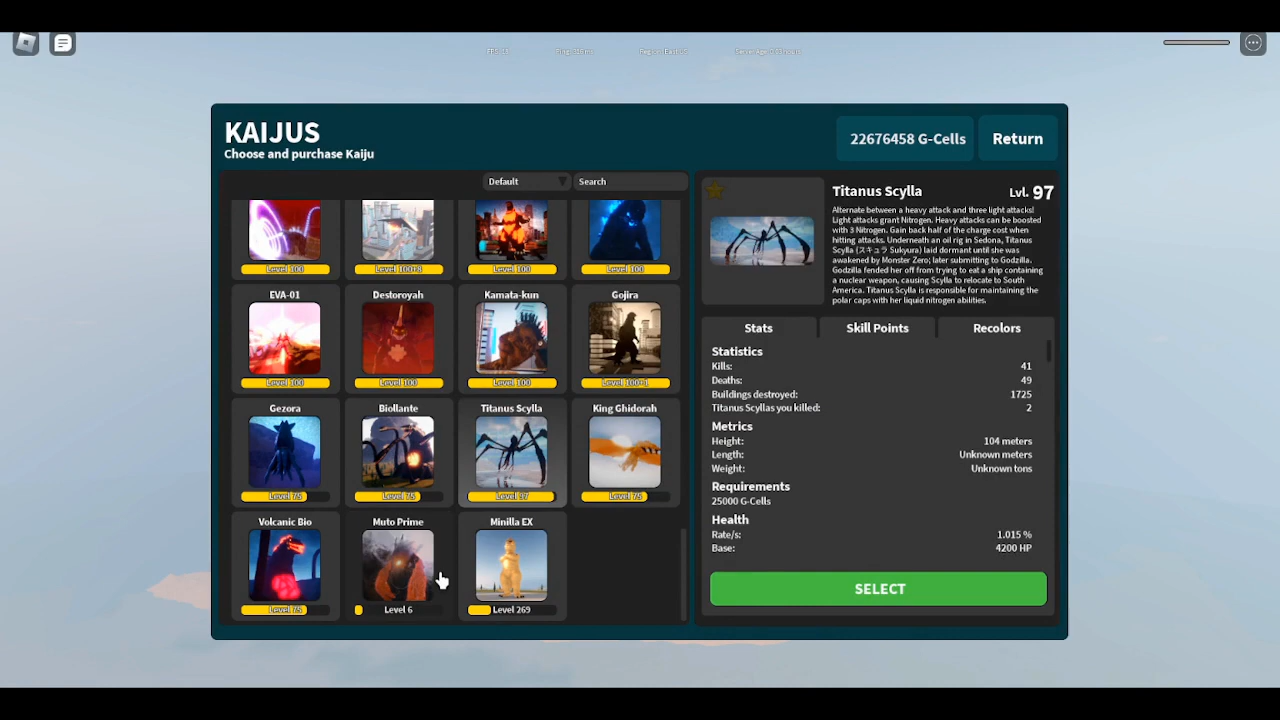 KAIJUS
Choose and purchase Kaiju
22676458 G-Cells
Return
Default
Search
Level 100
Level 100+8
Level 100
Level 100
EVA-01
Destoroyah
Kamata-kun
Gojira
Level 100
Level 100
Level 100
Level 100+1
Gezora
Biollante
Titanus Scylla
King Ghidorah
Level 75
Level 75
Level 97
Level 75
Volcanic Bio
Muto Prime
Minilla EX
Level 75
Level 6
Level 269
Titanus Scylla
Lvl. 97
Alternate between a heavy attack and three light attacks!
Light attacks grant Nitrogen. Heavy attacks can be boosted
with 3 Nitrogen. Gain back half of the charge cost when
hitting attacks. Underneath an oil rig in Sedona, Titanus
Scylla (スキュラ Sukyura) laid dormant until she was
awakened by Monster Zero; later submitting to Godzilla.
Godzilla fended her off from trying to eat a ship containing
a nuclear weapon, causing Scylla to relocate to South
America. Titanus Scylla is responsible for maintaining the
polar caps with her liquid nitrogen abilities.
Stats
Skill Points
Recolors
Statistics
Kills: 41
Deaths: 49
Buildings destroyed: 1725
Titanus Scyllas you killed: 2
Metrics
Height: 104 meters
Length: Unknown meters
Weight: Unknown tons
Requirements
25000 G-Cells
Health
Rate/s: 1.015 %
Base: 4200 HP
SELECT